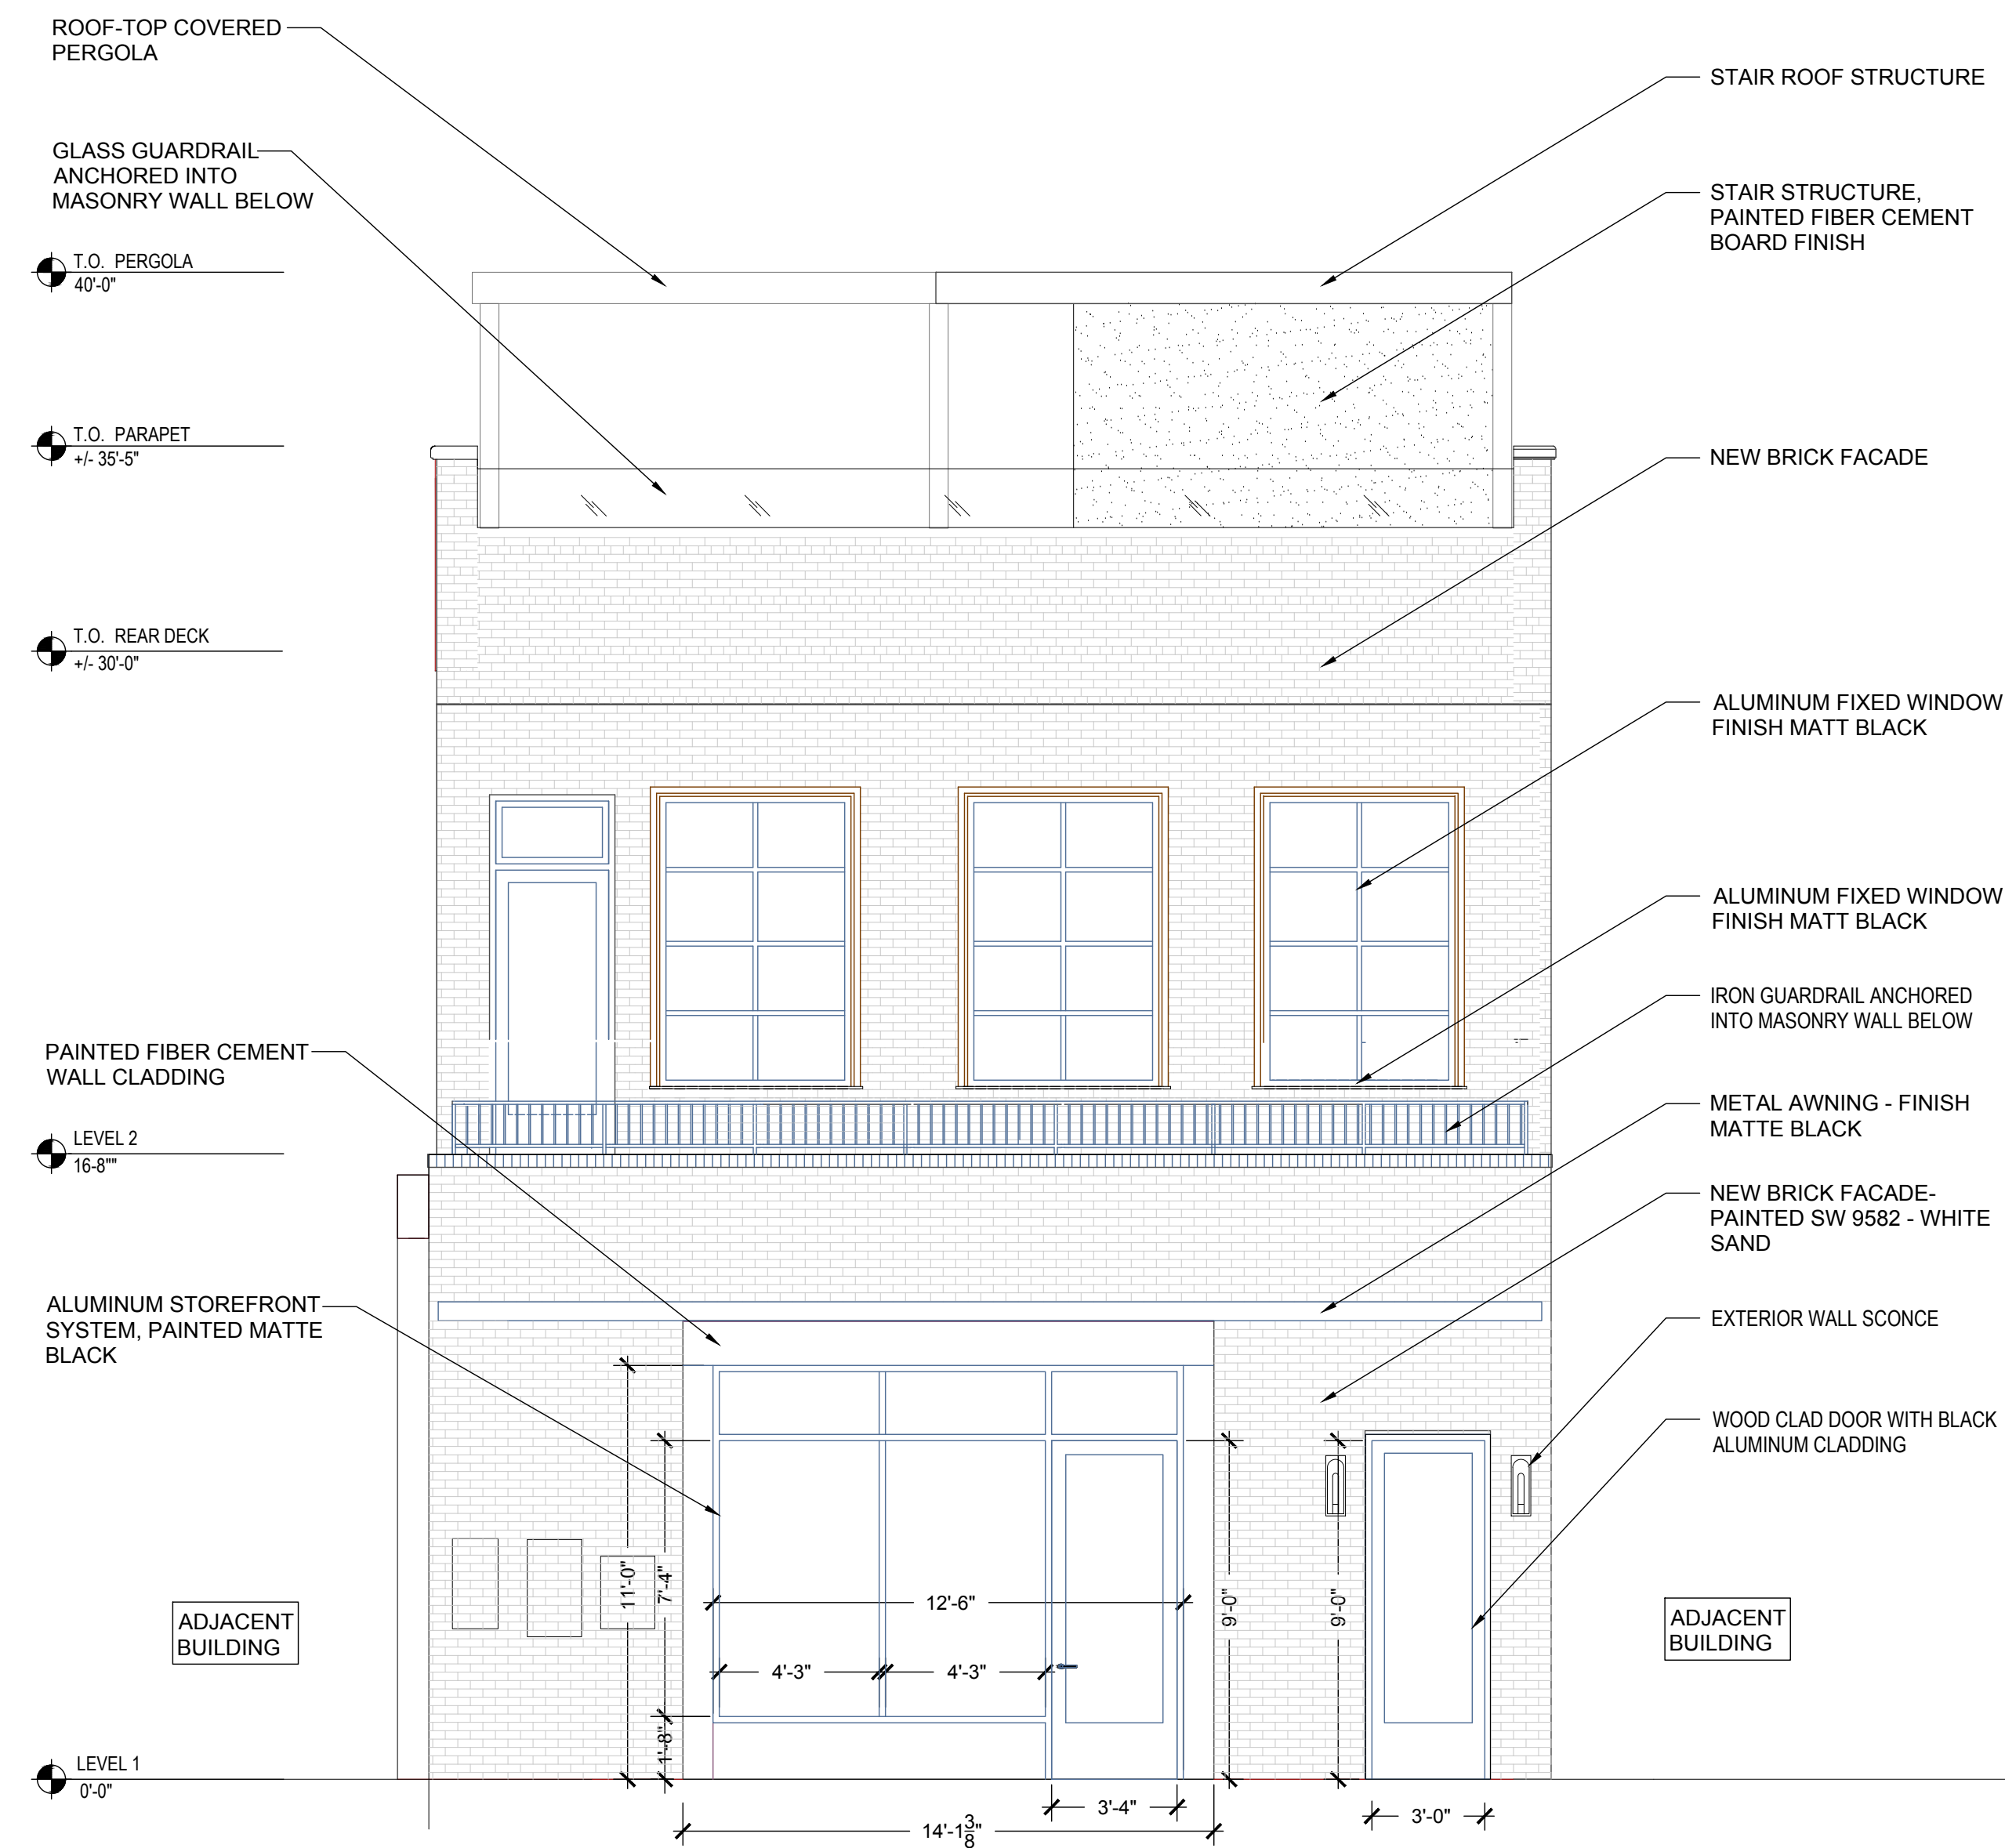 ROOF-TOP COVERED
PERGOLA
STAIR ROOF STRUCTURE
GLASS GUARDRAIL
ANCHORED INTO
MASONRY WALL BELOW
STAIR STRUCTURE,
PAINTED FIBER CEMENT
BOARD FINISH
T.O. PERGOLA
40'-0"
T.O. PARAPET
+/- 35'-5"
NEW BRICK FACADE
T.O. REAR DECK
+/- 30'-0"
ALUMINUM FIXED WINDOW
FINISH MATT BLACK
ALUMINUM FIXED WINDOW
FINISH MATT BLACK
IRON GUARDRAIL ANCHORED
INTO MASONRY WALL BELOW
PAINTED FIBER CEMENT
WALL CLADDING
METAL AWNING - FINISH
MATTE BLACK
LEVEL 2
16-8""
NEW BRICK FACADE-
PAINTED SW 9582 - WHITE
SAND
ALUMINUM STOREFRONT
SYSTEM, PAINTED MATTE
BLACK
EXTERIOR WALL SCONCE
WOOD CLAD DOOR WITH BLACK
ALUMINUM CLADDING
11'-0"
7'-4"
12'-6"
9'-0"
9'-0"
ADJACENT
BUILDING
ADJACENT
BUILDING
4'-3"
4'-3"
1'-8"
LEVEL 1
0'-0"
3'-4"
3'-0"
14'-1 3/8"